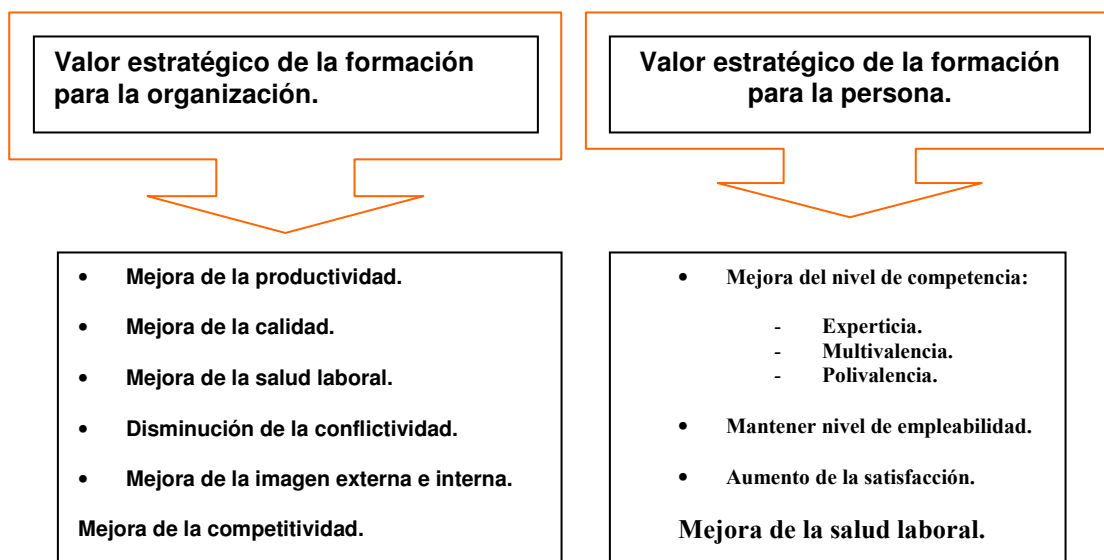 Valor estratégico de la formación
para la organización.
• Mejora de la productividad.
• Mejora de la calidad.
• Mejora de la salud laboral.
• Disminución de la conflictividad.
• Mejora de la imagen externa e interna.
Mejora de la competitividad.
Valor estratégico de la formación
para la persona.
• Mejora del nivel de competencia:
- Experticia.
- Multivalencia.
- Polivalencia.
• Mantener nivel de empleabilidad.
• Aumento de la satisfacción.
Mejora de la salud laboral.